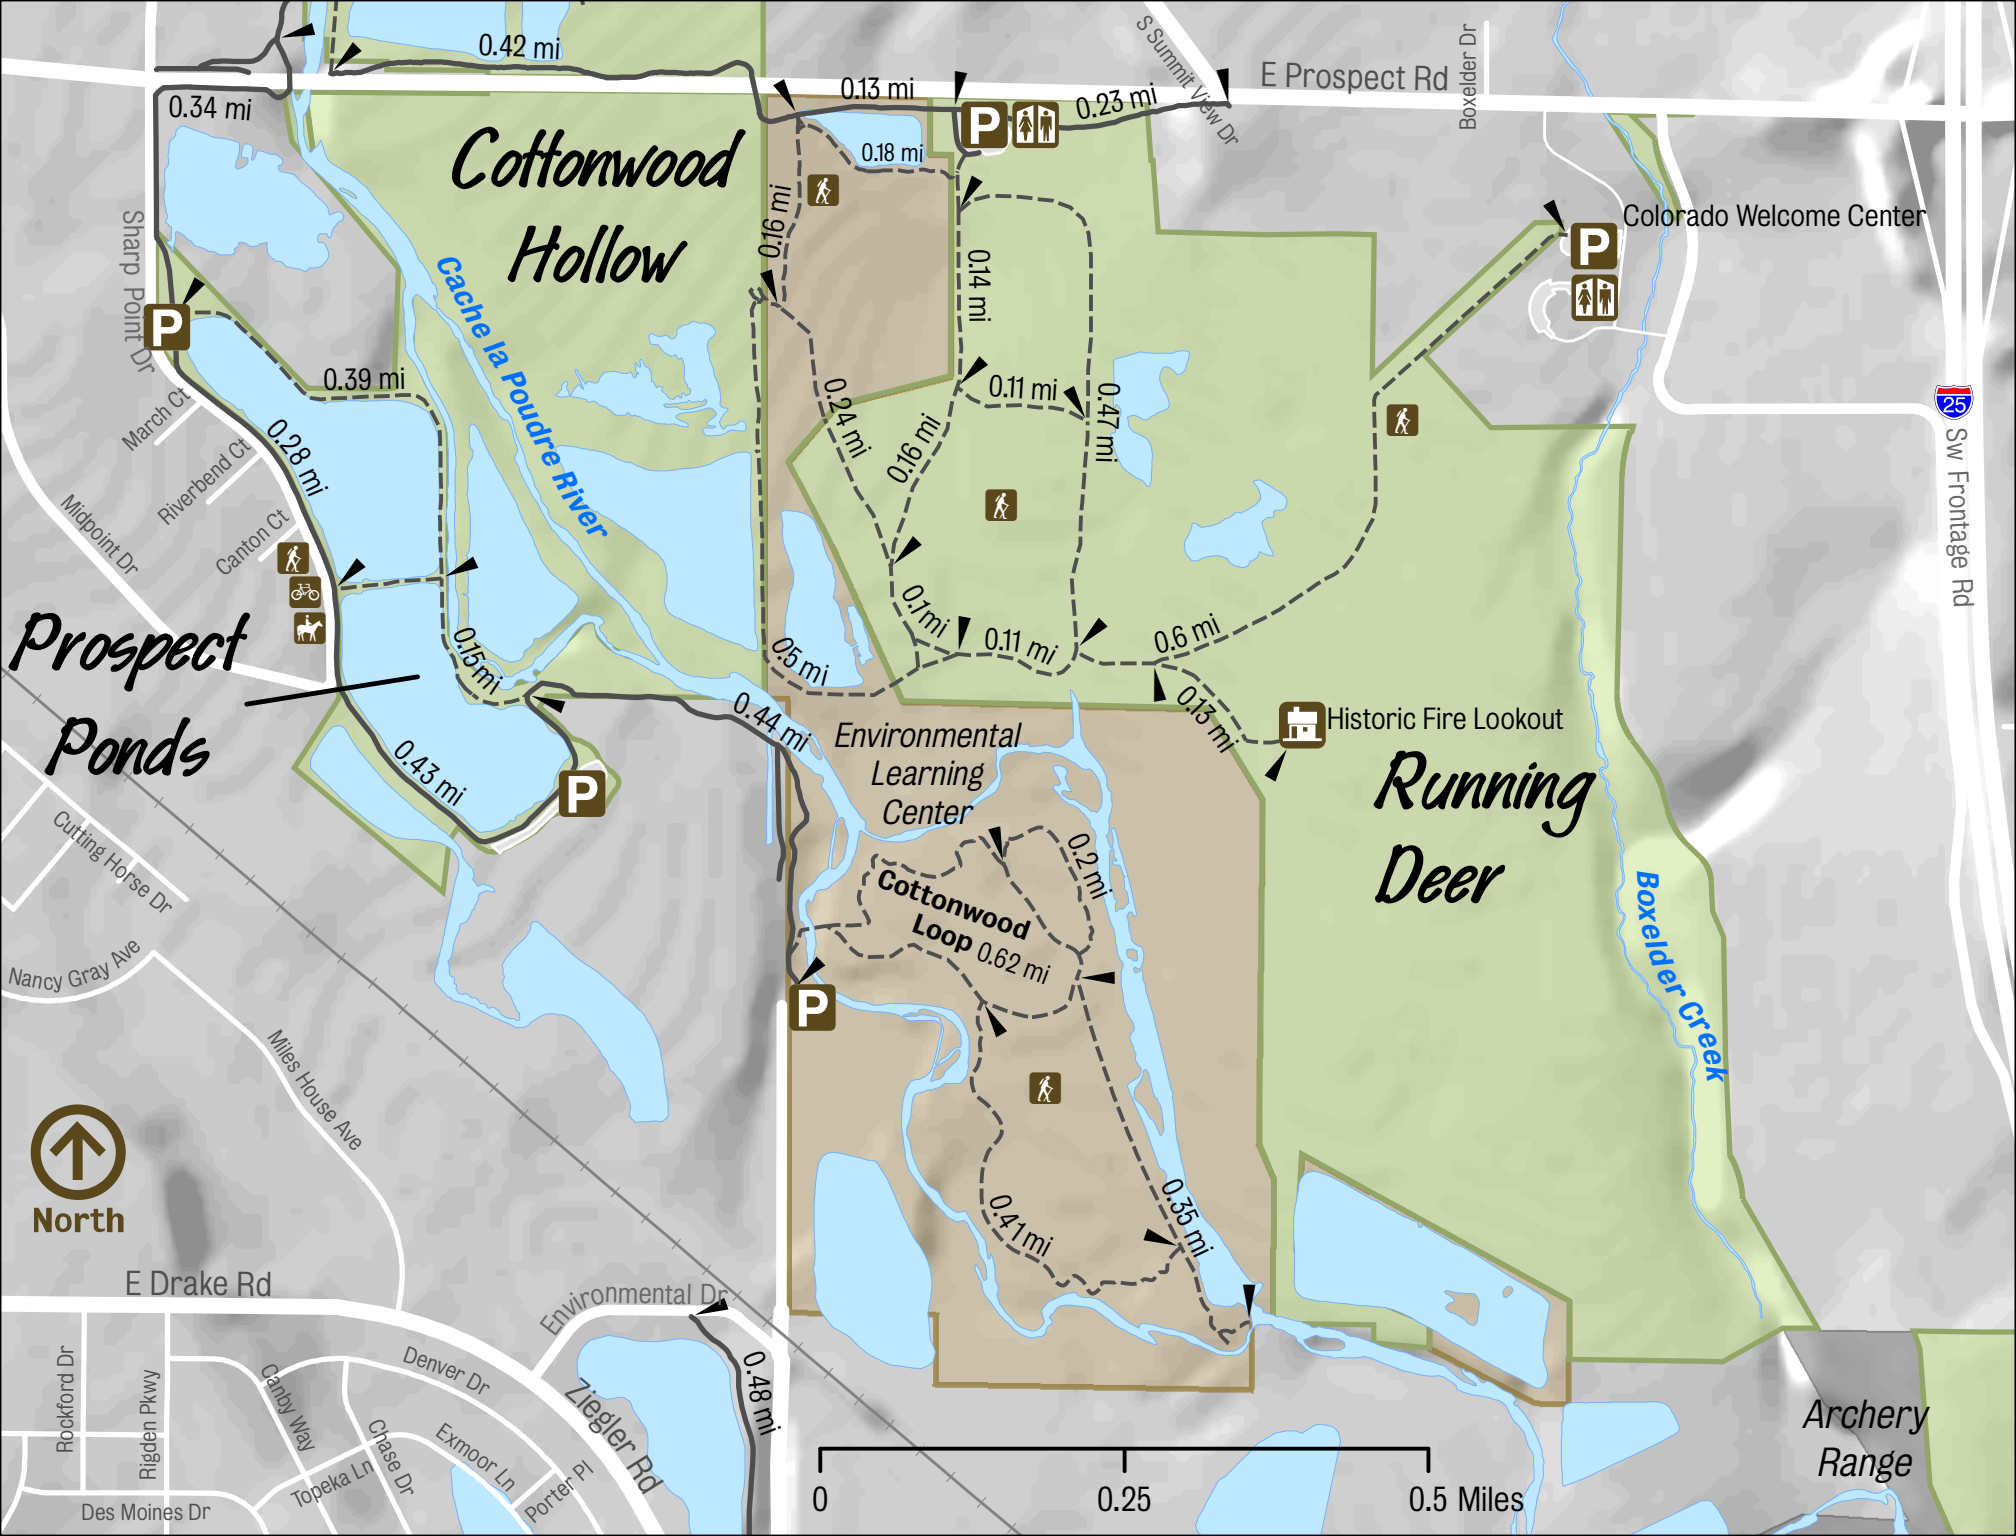 0.42 mi
S Summit View Dr
Boxelder Dr
E Prospect Rd
0.34 mi
0.13 mi
0.23 mi
P
Cottonwood
Hollow
0.18 mi
0.16 mi
Colorado Welcome Center
P
Sharp Point Dr
Cache la Poudre River
0.14 mi
P
0.39 mi
0.11 mi
0.47 mi
March Ct
0.28 mi
0.24 mi
0.16 mi
25
Riverbend Ct
Midpoint Dr
Canton Ct
Sw Frontage Rd
Prospect
Ponds
0.15 mi
0.1mi
0.11 mi
0.6 mi
0.5 mi
0.13 mi
0.44 mi
Historic Fire Lookout
Environmental
Learning
Center
0.43 mi
P
Running
Deer
Cutting Horse Dr
0.2 mi
Cottonwood
Loop 0.62 mi
Boxelder Creek
Nancy Gray Ave
P
Miles House Ave
North
0.41 mi
0.35 mi
E Drake Rd
Environmental Dr
Rockford Dr
Rigden Pkwy
Canby Way
Denver Dr
Chase Dr
Exmoor Ln
Ziegler Rd
0.48 mi
Topeka Ln
Porter Pl
Des Moines Dr
Archery
Range
0
0.25
0.5 Miles